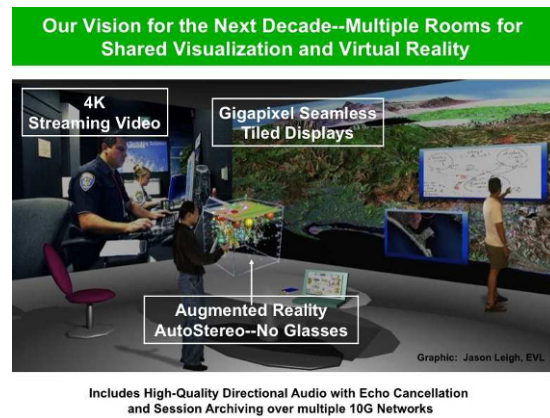 Our Vision for the Next Decade--Multiple Rooms for
Shared Visualization and Virtual Reality
4K
Streaming Video
Gigapixel Seamless
Tiled Displays
Augmented Reality
AutoStereo--No Glasses
Graphic: Jason Leigh, EVL
Includes High-Quality Directional Audio with Echo Cancellation
and Session Archiving over multiple 10G Networks